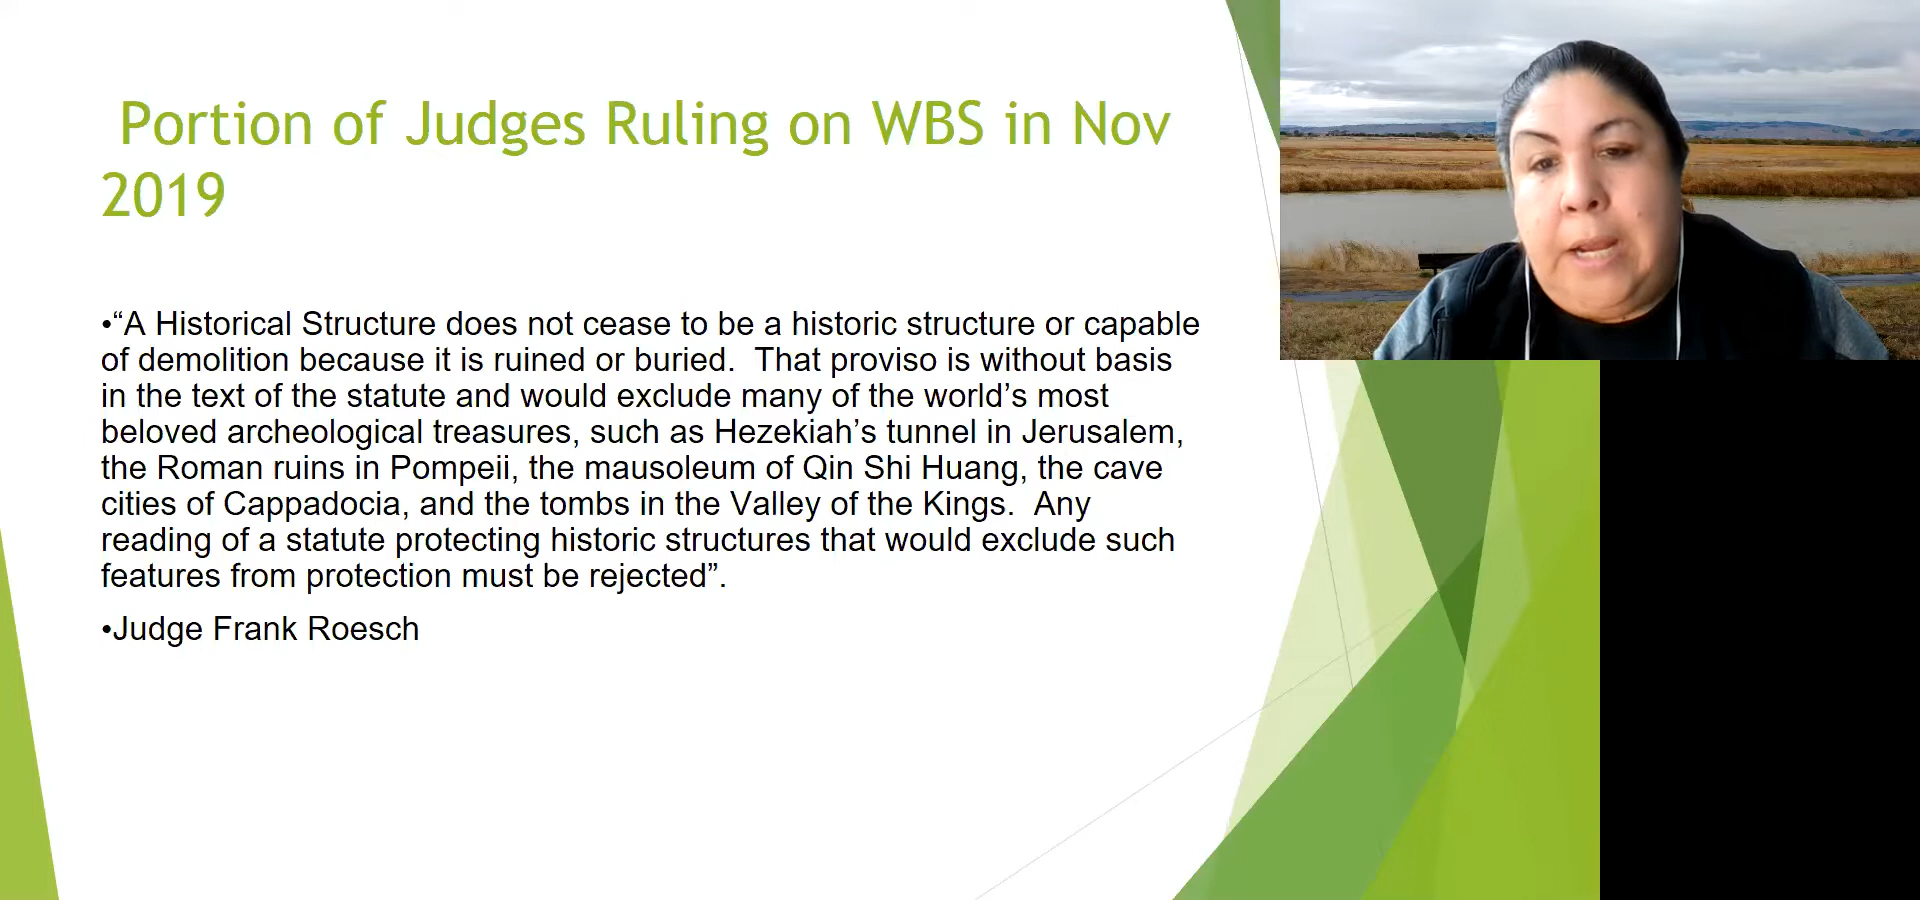 Portion of Judges Ruling on WBS in Nov
2019
•“A Historical Structure does not cease to be a historic structure or capable
of demolition because it is ruined or buried.  That proviso is without basis
in the text of the statute and would exclude many of the world’s most
beloved archeological treasures, such as Hezekiah’s tunnel in Jerusalem,
the Roman ruins in Pompeii, the mausoleum of Qin Shi Huang, the cave
cities of Cappadocia, and the tombs in the Valley of the Kings.  Any
reading of a statute protecting historic structures that would exclude such
features from protection must be rejected”.
•Judge Frank Roesch